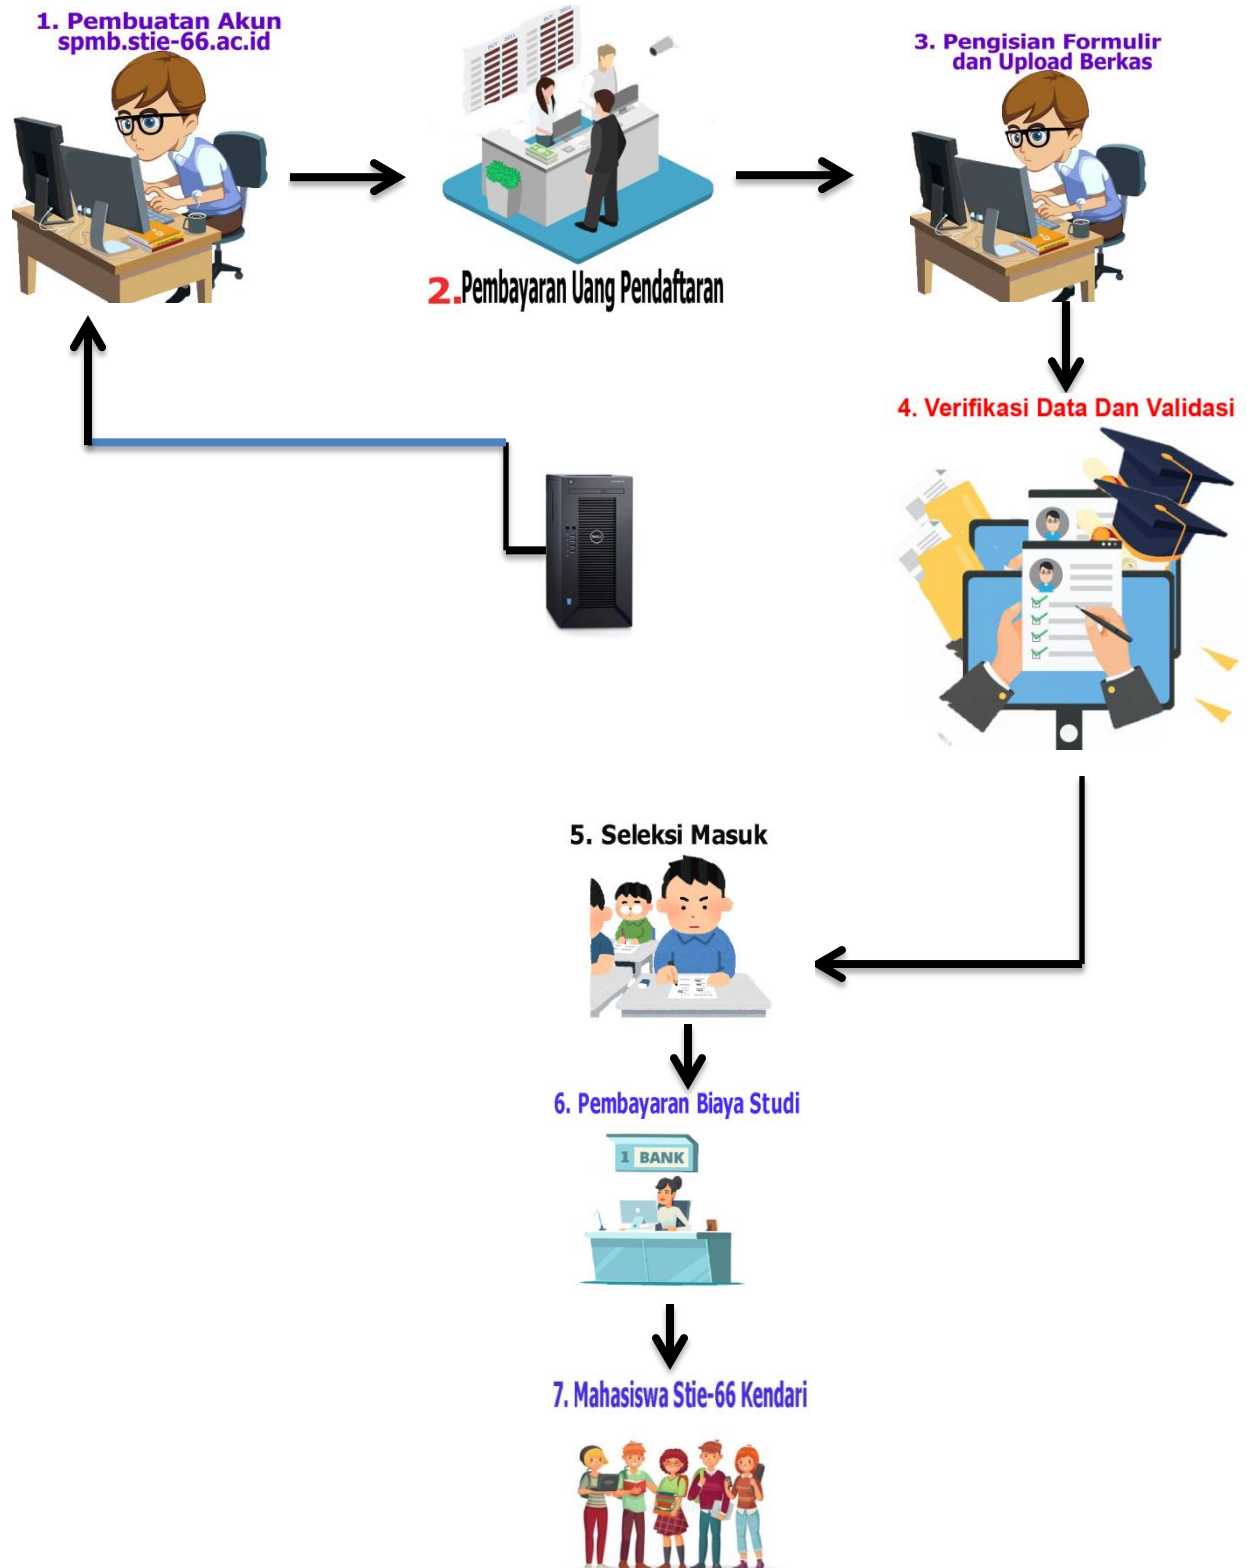 1. Pembuatan Akun
spmb.stie-66.ac.id
2.Pembayaran Uang Pendaftaran
3. Pengisian Formulir
dan Upload Berkas
4. Verifikasi Data Dan Validasi
5. Seleksi Masuk
6. Pembayaran Biaya Studi
1 BANK
7. Mahasiswa Stie-66 Kendari